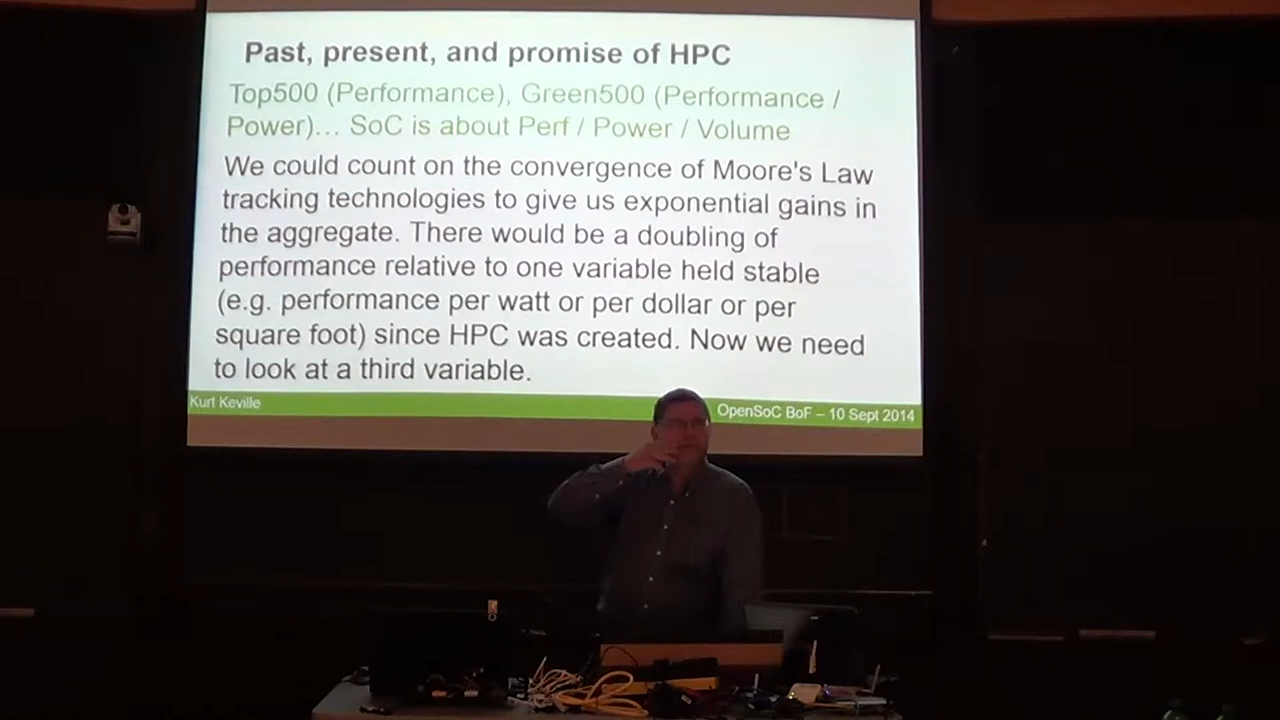 Past, present, and promise of HPC
Top500 (Performance), Green500 (Performance /
Power)... SoC is about Perf / Power / Volume
We could count on the convergence of Moore's Law
tracking technologies to give us exponential gains in
the aggregate. There would be a doubling of
performance relative to one variable held stable
(e.g. performance per watt or per dollar or per
square foot) since HPC was created. Now we need
to look at a third variable.
Kurt Keville
OpenSoC BoF – 10 Sept 2014